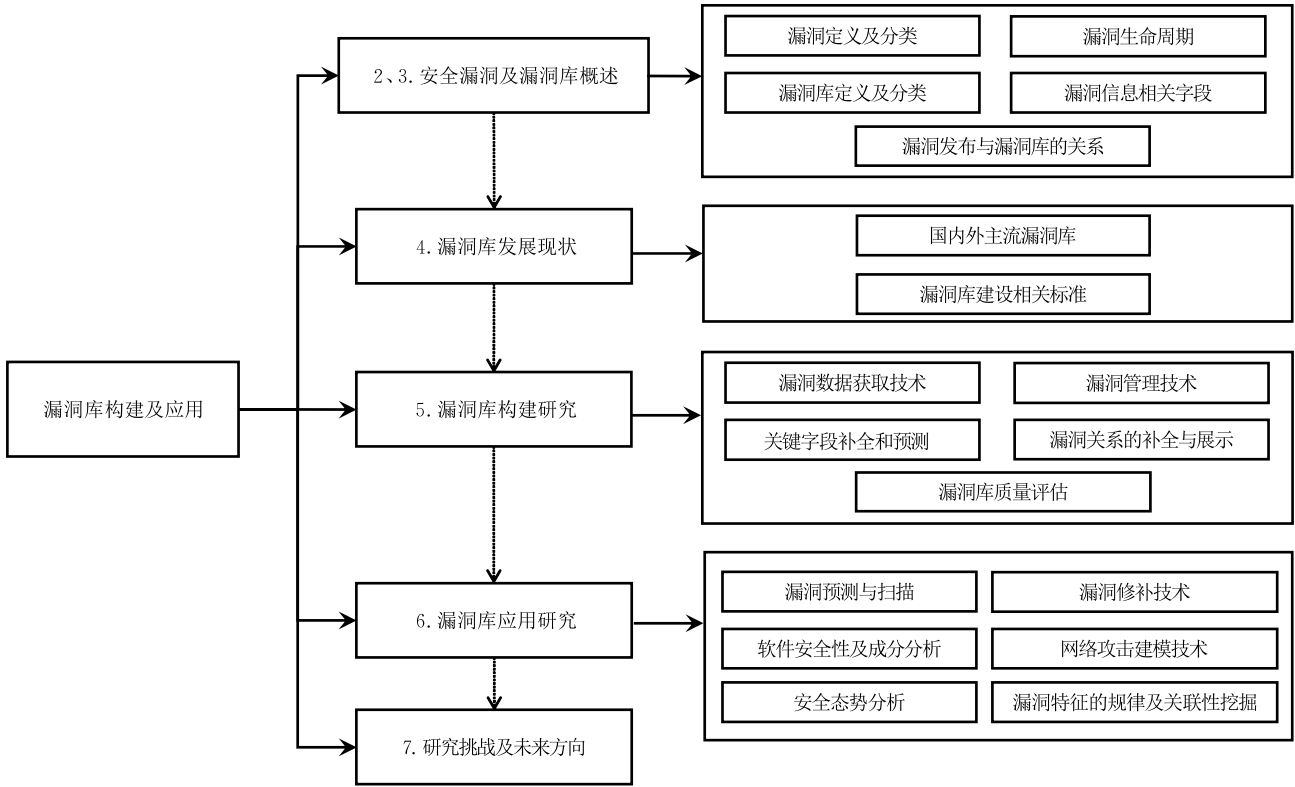 漏洞库构建及应用
2、3. 安全漏洞及漏洞库概述
漏洞定义及分类
漏洞生命周期
漏洞库定义及分类
漏洞信息相关字段
漏洞发布与漏洞库的关系
4. 漏洞库发展现状
国内外主流漏洞库
漏洞库建设相关标准
5. 漏洞库构建研究
漏洞数据获取技术
漏洞管理技术
关键字段补全和预测
漏洞关系的补全与展示
漏洞库质量评估
6. 漏洞库应用研究
漏洞预测与扫描
漏洞修补技术
软件安全性及成分分析
网络攻击建模技术
安全态势分析
漏洞特征的规律及关联性挖掘
7. 研究挑战及未来方向